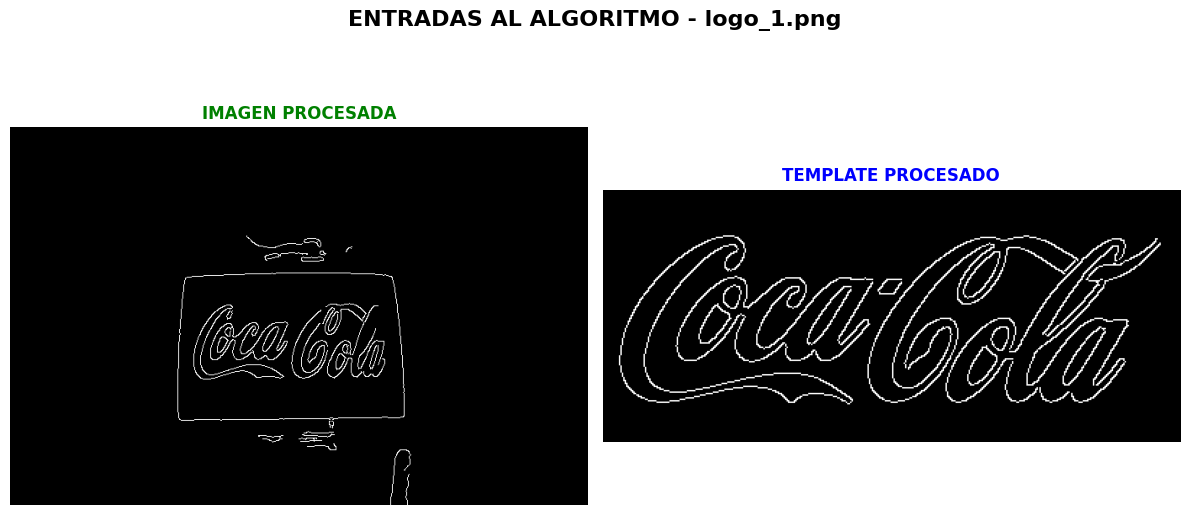 ENTRADAS AL ALGORITMO - logo_1.png
IMAGEN PROCESADA
TEMPLATE PROCESADO
Coca Cola
Coca-Cola